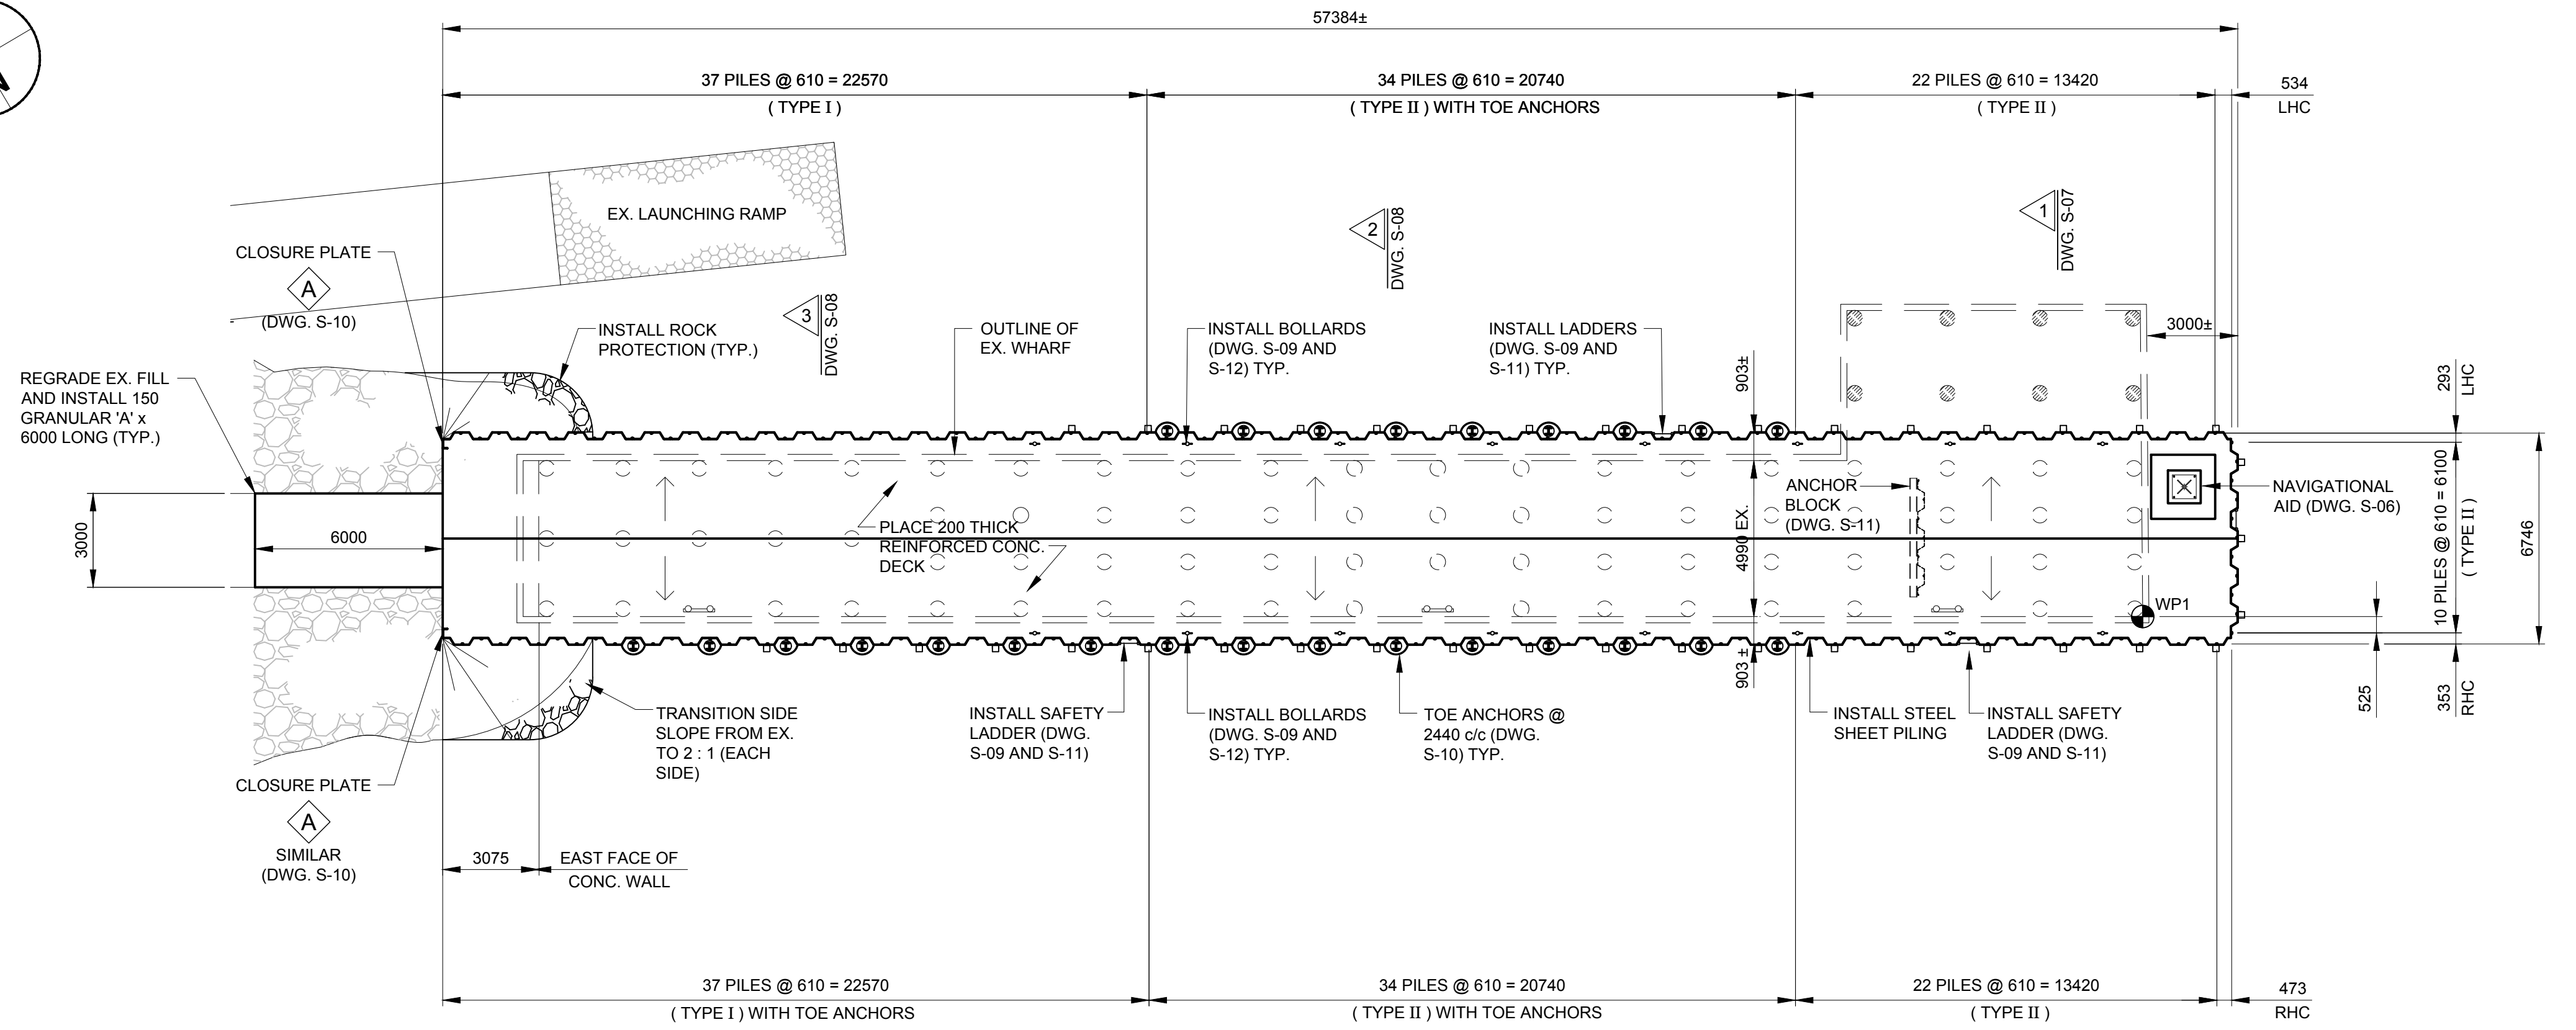 57384±
37 PILES @ 610 = 22570
( TYPE I )
34 PILES @ 610 = 20740
( TYPE II ) WITH TOE ANCHORS
22 PILES @ 610 = 13420
( TYPE II )
534
LHC
EX. LAUNCHING RAMP
1
DWG. S-07
2
DWG. S-08
3
DWG. S-08
CLOSURE PLATE
A
(DWG. S-10)
INSTALL ROCK
PROTECTION (TYP.)
OUTLINE OF
EX. WHARF
INSTALL BOLLARDS
(DWG. S-09 AND
S-12) TYP.
INSTALL LADDERS
(DWG. S-09 AND
S-11) TYP.
903±
3000±
293
LHC
REGRADE EX. FILL
AND INSTALL 150
GRANULAR 'A' x
6000 LONG (TYP.)
3000
6000
PLACE 200 THICK
REINFORCED CONC.
DECK
4990 EX.
ANCHOR
BLOCK
(DWG. S-11)
NAVIGATIONAL
AID (DWG. S-06)
10 PILES @ 610 = 6100
( TYPE II )
6746
WP1
903 ±
525
353
RHC
TRANSITION SIDE
SLOPE FROM EX.
TO 2 : 1 (EACH
SIDE)
INSTALL SAFETY
LADDER (DWG.
S-09 AND S-11)
INSTALL BOLLARDS
(DWG. S-09 AND
S-12) TYP.
TOE ANCHORS @
2440 c/c (DWG.
S-10) TYP.
INSTALL STEEL
SHEET PILING
INSTALL SAFETY
LADDER (DWG.
S-09 AND S-11)
CLOSURE PLATE
A
SIMILAR
(DWG. S-10)
3075
EAST FACE OF
CONC. WALL
37 PILES @ 610 = 22570
( TYPE I ) WITH TOE ANCHORS
34 PILES @ 610 = 20740
( TYPE II ) WITH TOE ANCHORS
22 PILES @ 610 = 13420
( TYPE II )
473
RHC